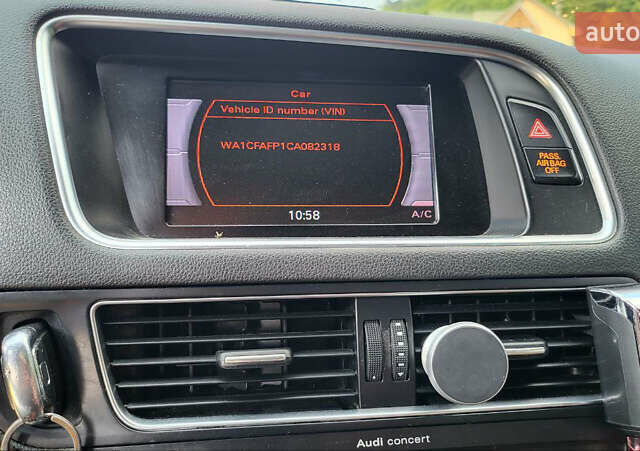 auto
Car
Vehicle ID number (VIN)
WA1CFAFP1CA082318
10:58
A/C
PASS
AIR BAG
OFF
Audi concert